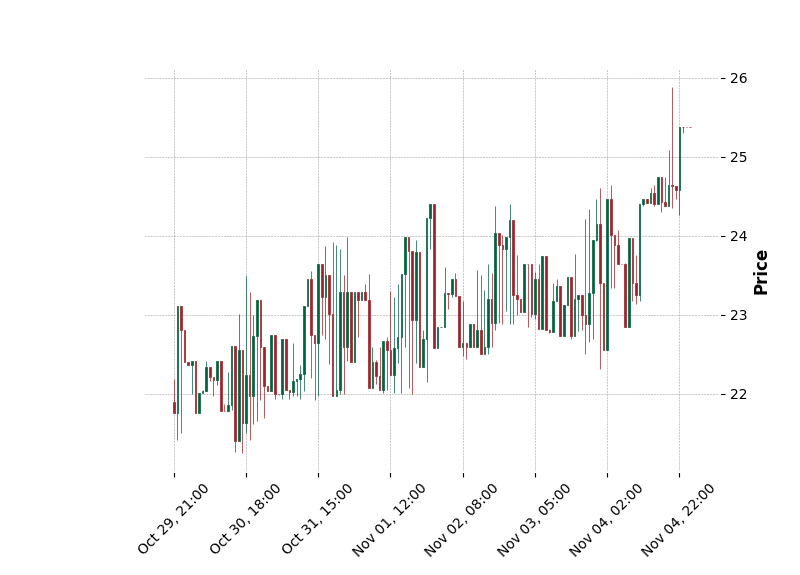 26
25
24
23
22
Price
Oct 29, 21:00
Oct 30, 18:00
Oct 31, 15:00
Nov 01, 12:00
Nov 02, 08:00
Nov 03, 05:00
Nov 04, 02:00
Nov 04, 22:00